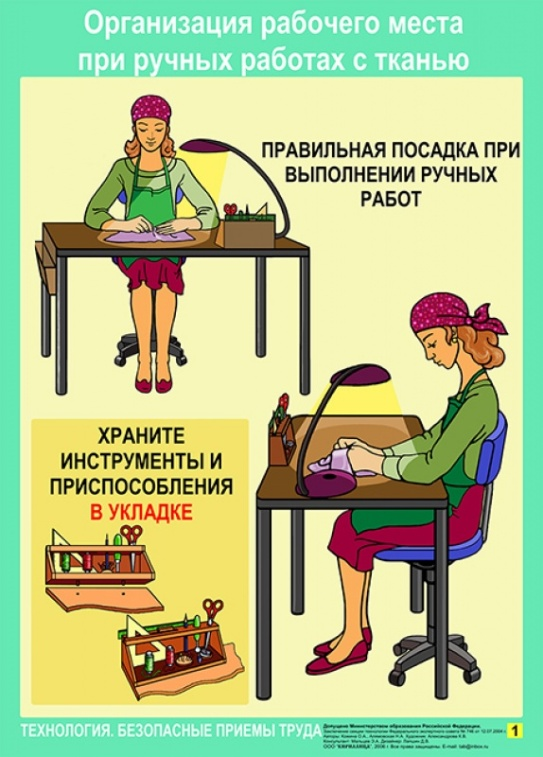 Организация рабочего места
при ручных работах с тканью
ПРАВИЛЬНАЯ ПОСАДКА ПРИ
ВЫПОЛНЕНИИ РУЧНЫХ
РАБОТ
ХРАНИТЕ
ИНСТРУМЕНТЫ И
ПРИСПОСОБЛЕНИЯ
В УКЛАДКЕ
ТЕХНОЛОГИЯ. БЕЗОПАСНЫЕ ПРИЕМЫ ТРУДА
Допущено Министерством образования Российской Федерации.
1